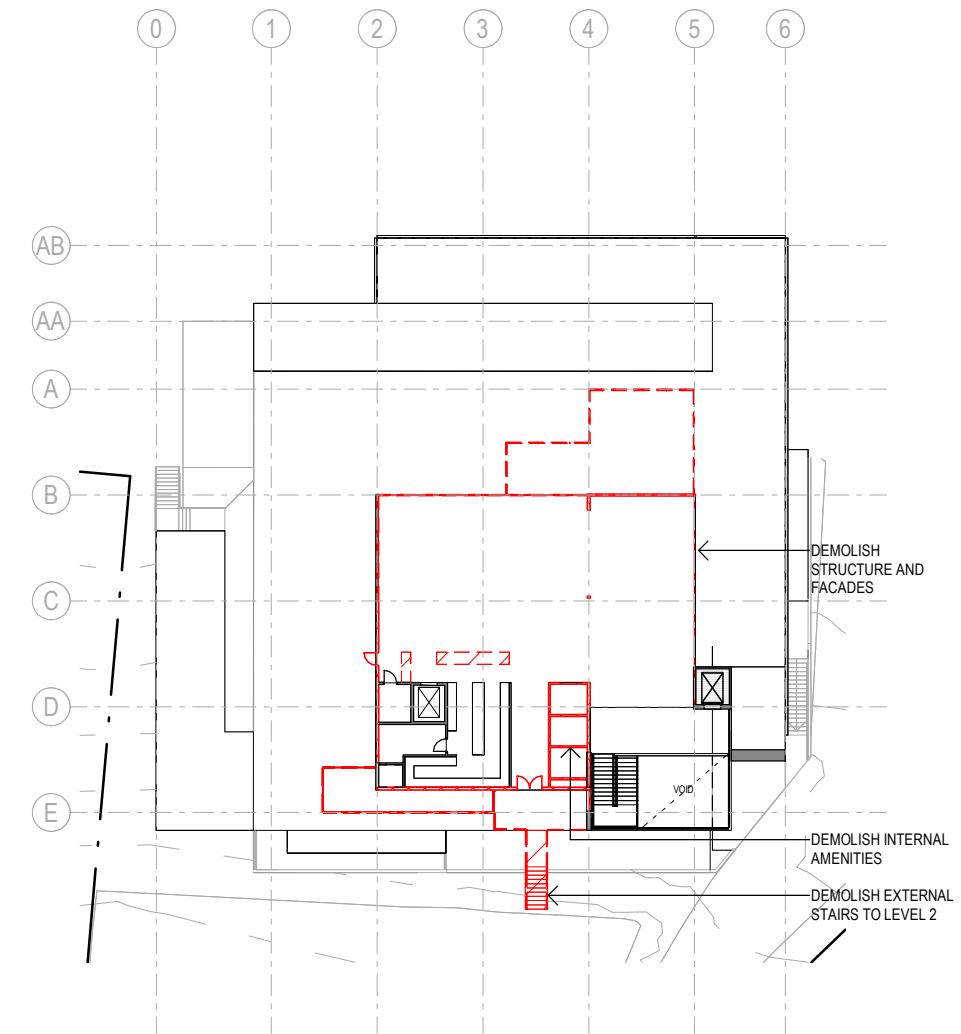 0 1 2 3 4 5 6
AB
AA
A
B
DEMOLISH
STRUCTURE AND
FACADES
C
D
VOID
E
DEMOLISH INTERNAL
AMENITIES
DEMOLISH EXTERNAL
STAIRS TO LEVEL 2